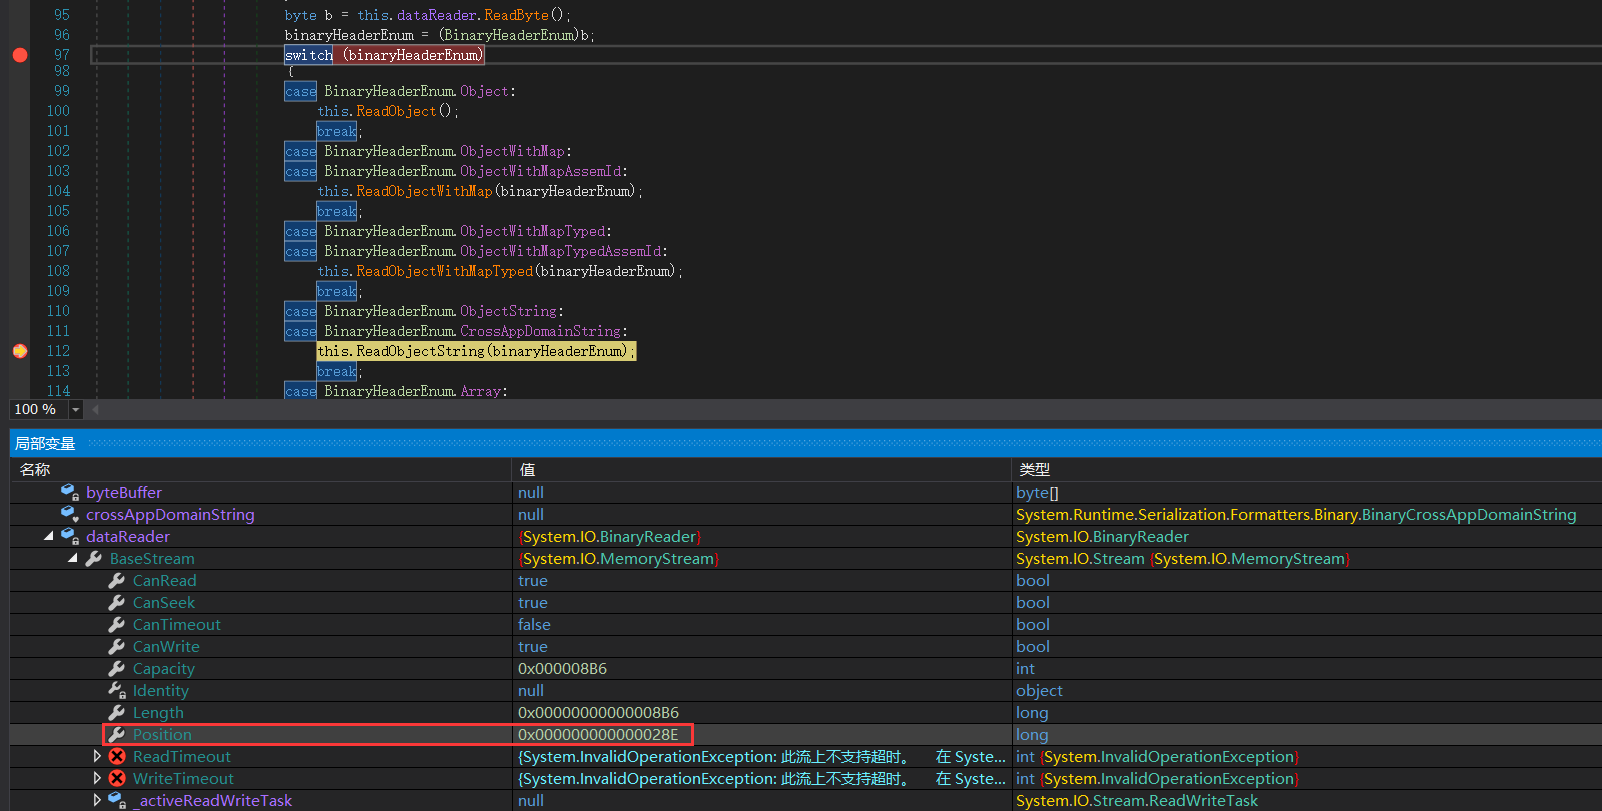 95 byte b = this.dataReader.ReadByte();
96 binaryHeaderEnum = (BinaryHeaderEnum)b;
97 switch (binaryHeaderEnum)
98 {
99 case BinaryHeaderEnum.Object:
100 this.ReadObject();
101 break;
102 case BinaryHeaderEnum.ObjectWithMap:
103 case BinaryHeaderEnum.ObjectWithMapAssemId:
104 this.ReadObjectWithMap(binaryHeaderEnum);
105 break;
106 case BinaryHeaderEnum.ObjectWithMapTyped:
107 case BinaryHeaderEnum.ObjectWithMapTypedAssemId:
108 this.ReadObjectWithMapTyped(binaryHeaderEnum);
109 break;
110 case BinaryHeaderEnum.ObjectString:
111 case BinaryHeaderEnum.CrossAppDomainString:
112 this.ReadObjectString(binaryHeaderEnum);
113 break;
114 case BinaryHeaderEnum.Array:
100 %
局部变量
名称 值 类型
byteBuffer null byte[]
crossAppDomainString null System.Runtime.Serialization.Formatters.Binary.BinaryCrossAppDomainString
dataReader {System.IO.BinaryReader} System.IO.BinaryReader
BaseStream {System.IO.MemoryStream} System.IO.Stream {System.IO.MemoryStream}
CanRead true bool
CanSeek true bool
CanTimeout false bool
CanWrite true bool
Capacity 0x000008B6 int
Identity null object
Length 0x00000000000008B6 long
Position 0x000000000000028E long
ReadTimeout {System.InvalidOperationException: 此流上不支持超时。 在 Syste... int {System.InvalidOperationException}
WriteTimeout {System.InvalidOperationException: 此流上不支持超时。 在 Syste... int {System.InvalidOperationException}
_activeReadWriteTask null System.IO.Stream.ReadWriteTask